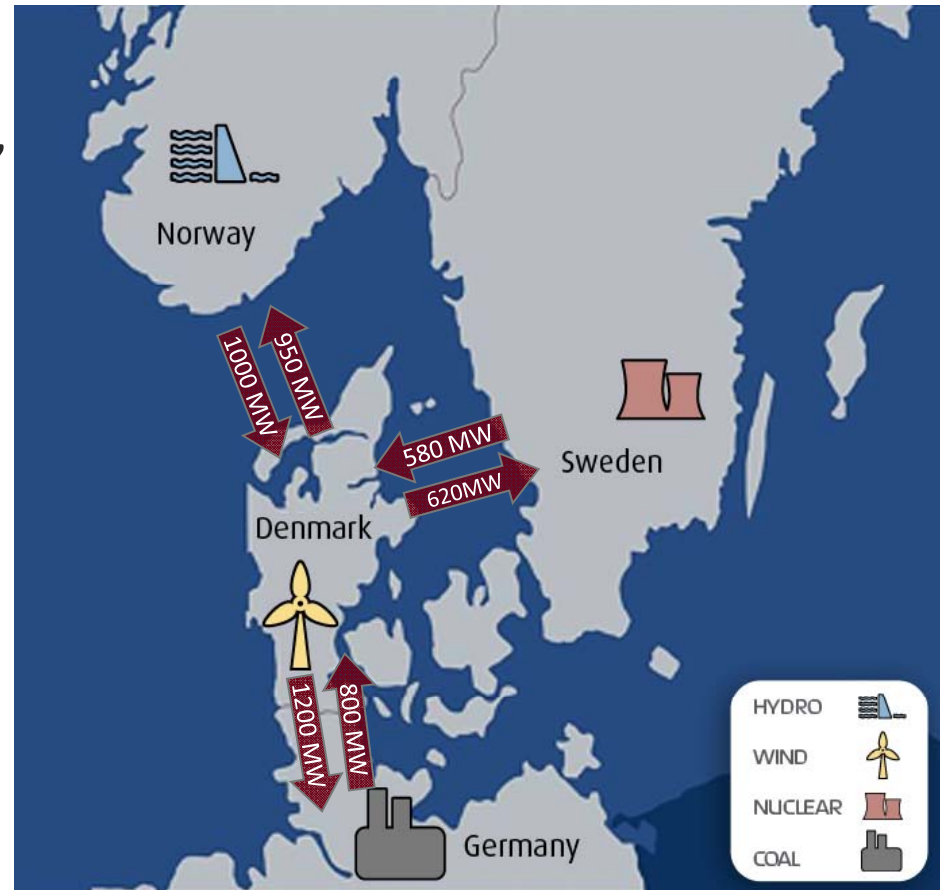 ,
Norway
1000 MW
950 MW
580 MW
620MW
Sweden
Denmark
1200 MW
800 MW
Germany
HYDRO
WIND
NUCLEAR
COAL